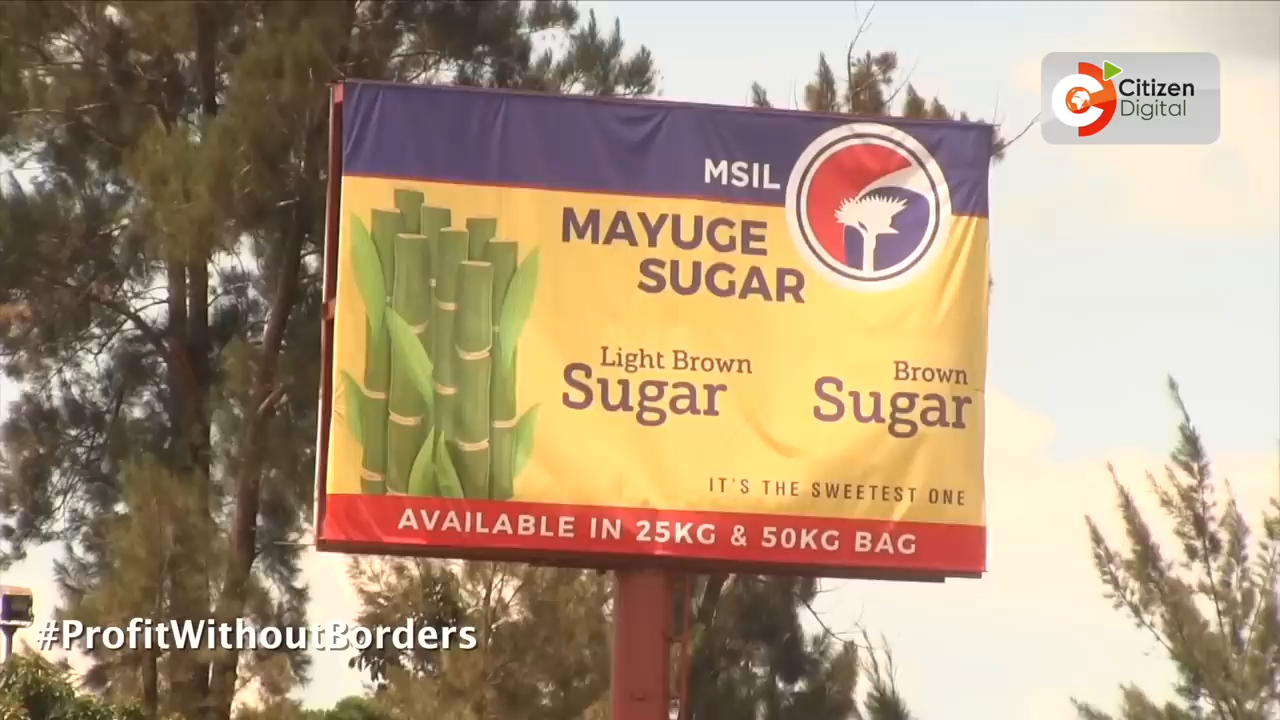 Citizen
Digital
MSIL
MAYUGE
SUGAR
Light Brown
Sugar
Brown
Sugar
IT'S THE SWEETEST ONE
AVAILABLE IN 25KG & 50KG BAG
#ProfitWithoutBorders